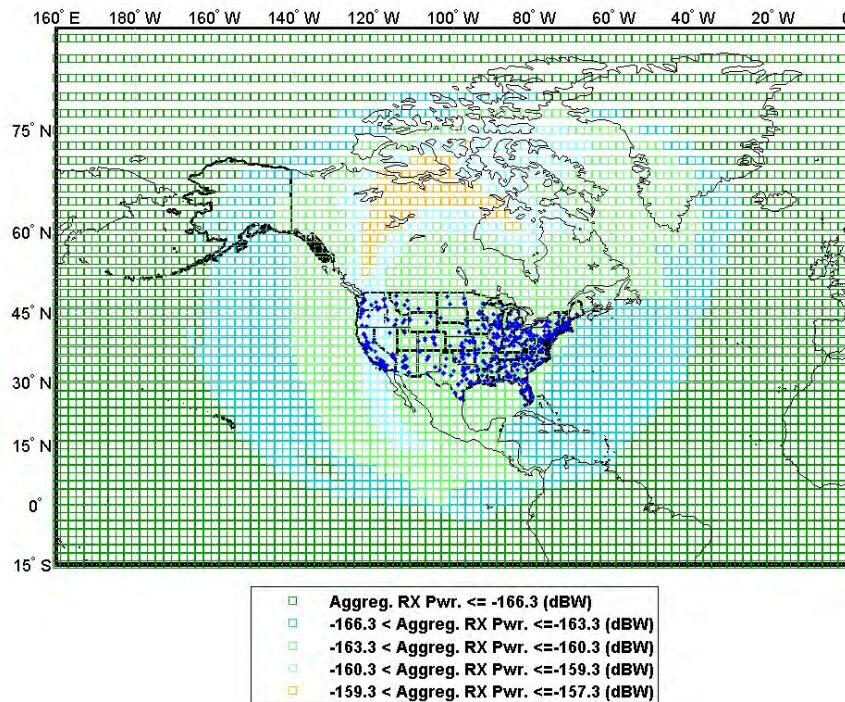 160° E 180° W 160° W 140° W 120° W 100° W 80° W 60° W 40° W 20° W 0° W
75° N
60° N
45° N
30° N
15° N
0°
15° S
Aggreg. RX Pwr. <= -166.3 (dBW)
-166.3 < Aggreg. RX Pwr. <=-163.3 (dBW)
-163.3 < Aggreg. RX Pwr. <=-160.3 (dBW)
-160.3 < Aggreg. RX Pwr. <=-159.3 (dBW)
-159.3 < Aggreg. RX Pwr. <=-157.3 (dBW)